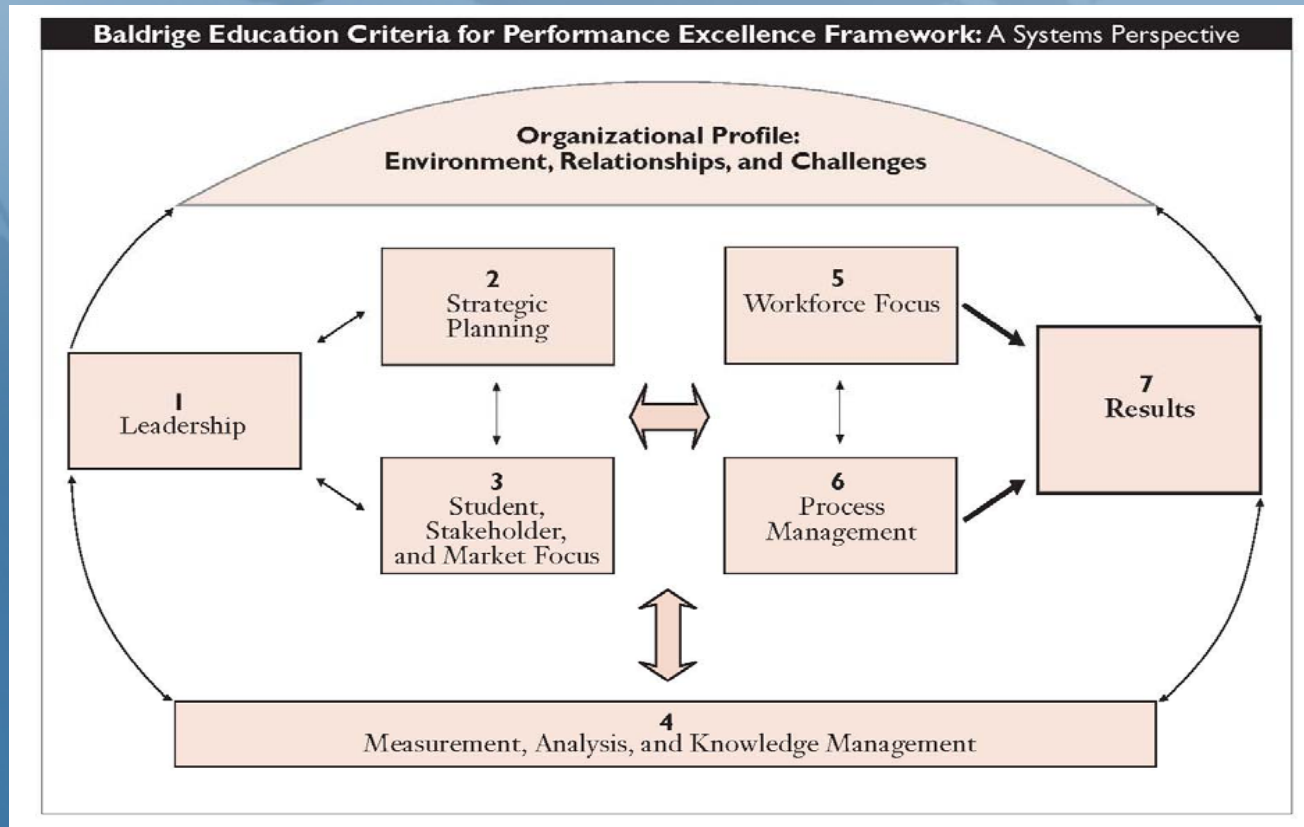 Baldrige Education Criteria for Performance Excellence Framework: A Systems Perspective
Organizational Profile:
Environment, Relationships, and Challenges
2
Strategic
Planning
5
Workforce Focus
1
Leadership
7
Results
3
Student,
Stakeholder,
and Market Focus
6
Process
Management
4
Measurement, Analysis, and Knowledge Management